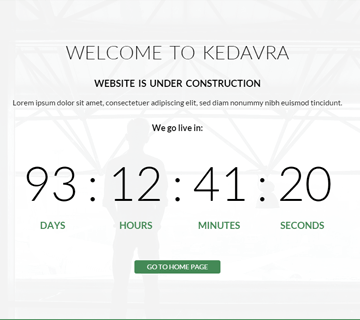 WELCOME TO KEDAVRA
WEBSITE IS UNDER CONSTRUCTION
Lorem ipsum dolor sit amet, consectetuer adipiscing elit, sed diam nonummy nibh euismod tincidunt.
We go live in:
93 : 12 : 41 : 20
DAYS HOURS MINUTES SECONDS
GO TO HOME PAGE